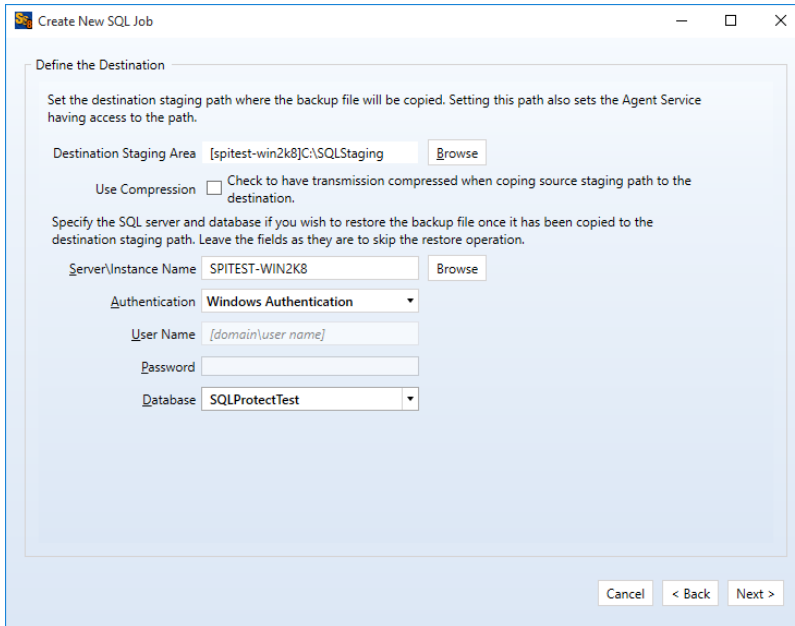 Create New SQL Job
Define the Destination
Set the destination staging path where the backup file will be copied. Setting this path also sets the Agent Service
having access to the path.
Destination Staging Area [spitest-win2k8]C:\SQLStaging Browse
Use Compression Check to have transmission compressed when coping source staging path to the
destination.
Specify the SQL server and database if you wish to restore the backup file once it has been copied to the
destination staging path. Leave the fields as they are to skip the restore operation.
Server\Instance Name SPITEST-WIN2K8 Browse
Authentication Windows Authentication
User Name [domain\user name]
Password
Database SQLProtectTest
Cancel < Back Next >